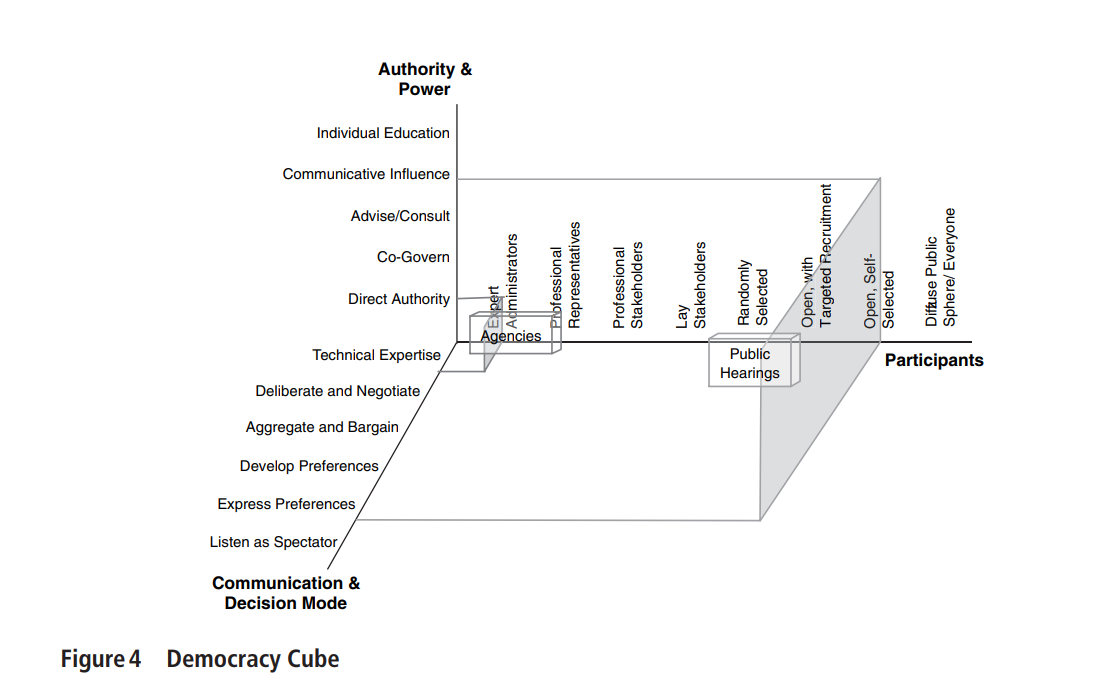 Authority &
Power
Individual Education
Communicative Influence
Advise/Consult
Co-Govern
Direct Authority
Expert
Administrators
Professional
Representatives
Professional
Stakeholders
Lay
Stakeholders
Randomly
Selected
Open, with
Targeted Recruitment
Open, Self-
Selected
Diffuse Public
Sphere/ Everyone
Agencies
Public
Hearings
Participants
Technical Expertise
Deliberate and Negotiate
Aggregate and Bargain
Develop Preferences
Express Preferences
Listen as Spectator
Communication &
Decision Mode
Figure 4 Democracy Cube